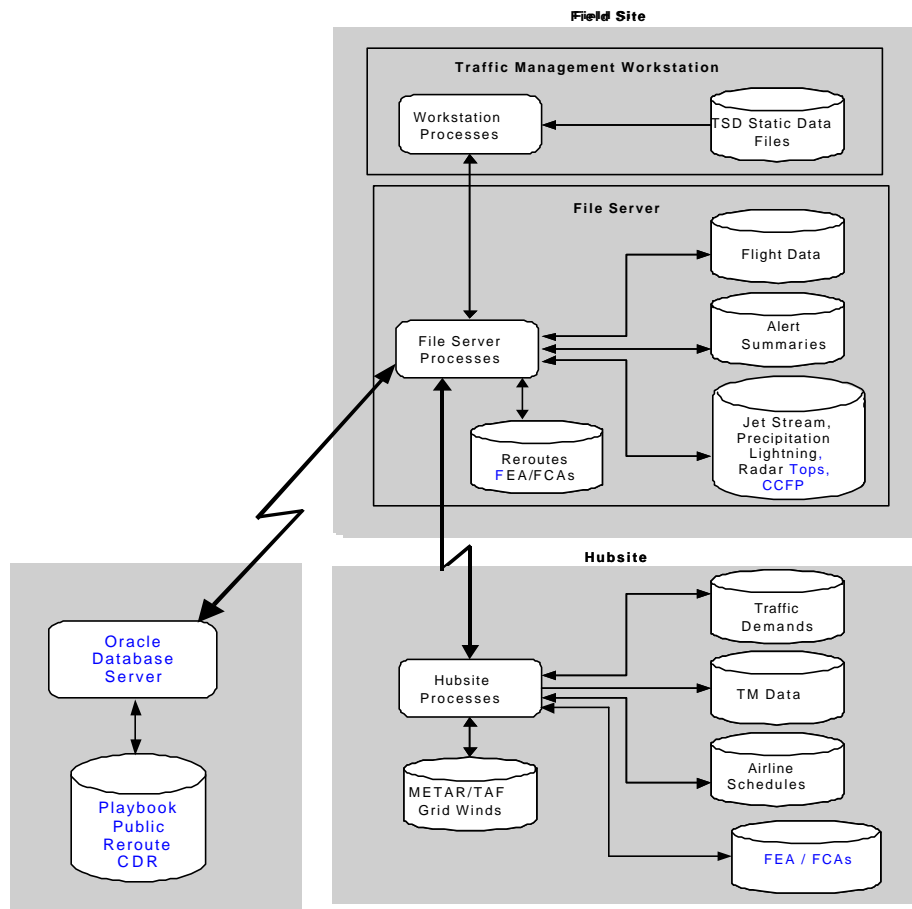 Field Site
Traffic Management Workstation
Workstation
Processes
TSD Static Data
Files
File Server
Flight Data
File Server
Processes
Alert
Summaries
Reroutes
FEA/FCAs
Jet Stream,
Precipitation
Lightning,
Radar Tops,
CCFP
Hubsite
Oracle
Database
Server
Playbook
Public
Reroute
CDR
Traffic
Demands
Hubsite
Processes
TM Data
METAR/TAF
Grid Winds
Airline
Schedules
FEA / FCAs